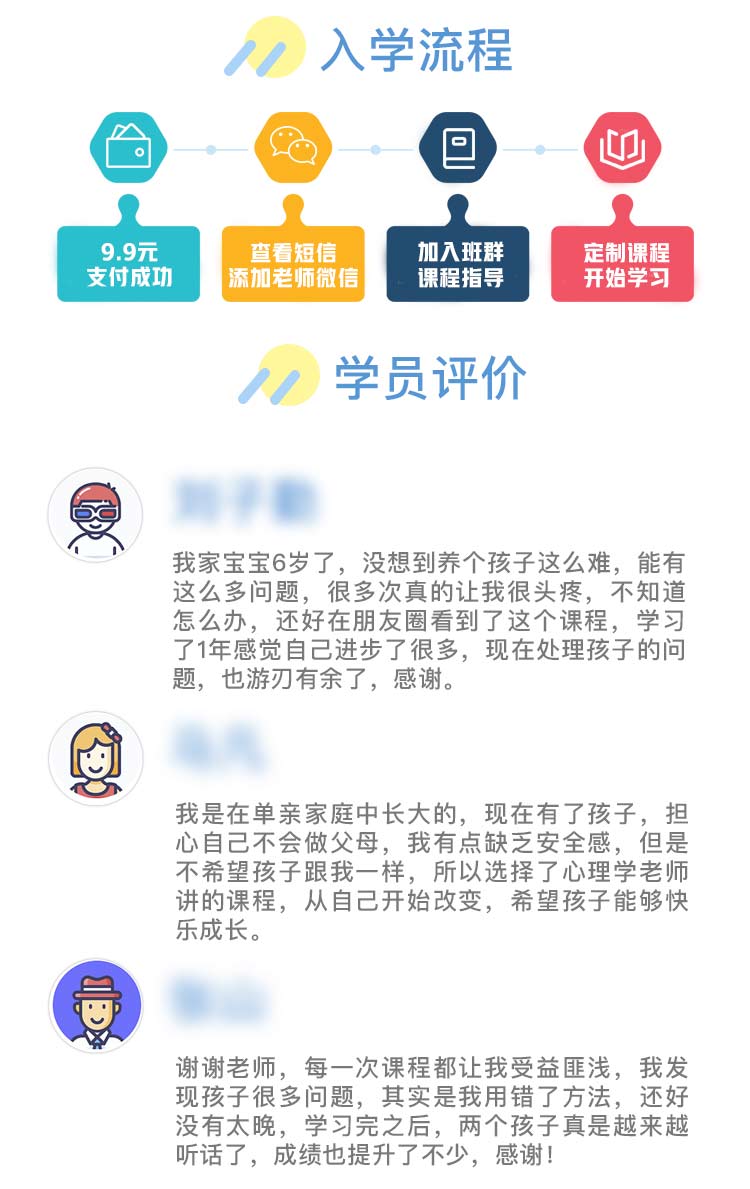 入学流程
9.9元
支付成功
查看短信
添加老师微信
加入班群
课程指导
定制课程
开始学习
学员评价
我家宝宝6岁了，没想到养个孩子这么难，能有
这么多问题，很多次真的让我很头疼，不知道
怎么办，还好在朋友圈看到了这个课程，学习
了1年感觉自己进步了很多，现在处理孩子的问
题，也游刃有余了，感谢。
我是在单亲家庭中长大的，现在有了孩子，担
心自己不会做父母，我有点缺乏安全感，但是
不希望孩子跟我一样，所以选择了心理学老师
讲的课程，从自己开始改变，希望孩子能够快
乐成长。
谢谢老师，每一次课程都让我受益匪浅，我发
现孩子很多问题，其实是我用错了方法，还好
没有太晚，学习完之后，两个孩子真是越来越
听话了，成绩也提升了不少，感谢！